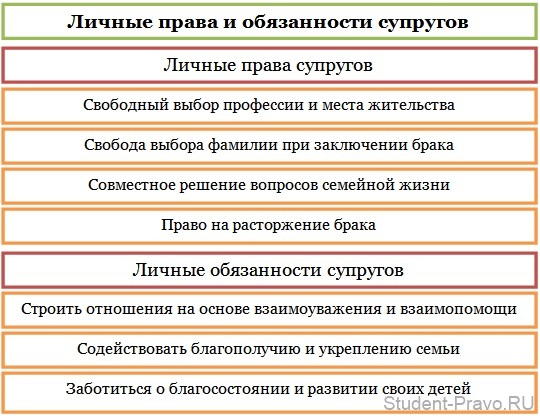 Личные права и обязанности супругов
Личные права супругов
Свободный выбор профессии и места жительства
Свобода выбора фамилии при заключении брака
Совместное решение вопросов семейной жизни
Право на расторжение брака
Личные обязанности супругов
Строить отношения на основе взаимоуважения и взаимопомощи
Содействовать благополучию и укреплению семьи
Заботиться о благосостоянии и развитии своих детей
Student-Pravo.RU